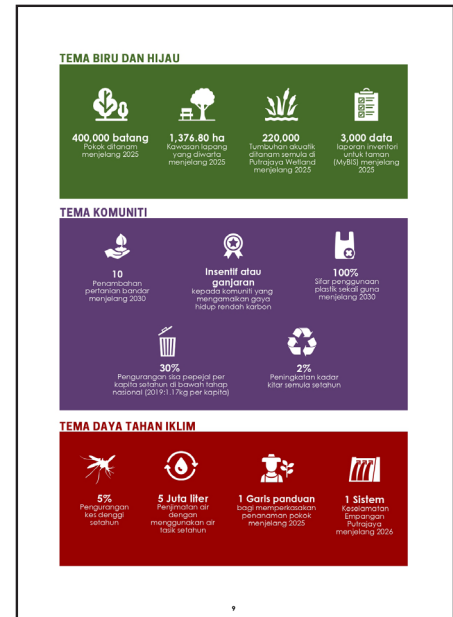 TEMA BIRU DAN HIJAU
400,000 batang
Pokok ditanam
menjelang 2025
1,376.80 ha
Kawasan lapang
yang diwarta
menjelang 2025
220,000
Tumbuhan akuatik
ditanam semula di
Putrajaya Wetland
menjelang 2025
3,000 data
laporan inventori
untuk taman
(MyBIS) menjelang
2025
TEMA KOMUNITI
10
Penambahan
pertanian bandar
menjelang 2030
Insentif atau
ganjaran
kepada komuniti yang
mengamalkan gaya
hidup rendah karbon
100%
Sifar penggunaan
plastik sekali guna
menjelang 2030
30%
Pengurangan sisa pepejal per
kapita setahun di bawah tahap
nasional (2019:1.17kg per kapita)
2%
Peningkatan kadar
kitar semula setahun
TEMA DAYA TAHAN IKLIM
5%
Pengurangan
kes denggi
setahun
5 Juta liter
Penjimatan air
dengan
menggunakan air
tasik setahun
1 Garis panduan
bagi memperkasakan
penanaman pokok
menjelang 2025
1 Sistem
Keselamatan
Empangan
Putrajaya
menjelang 2026
9